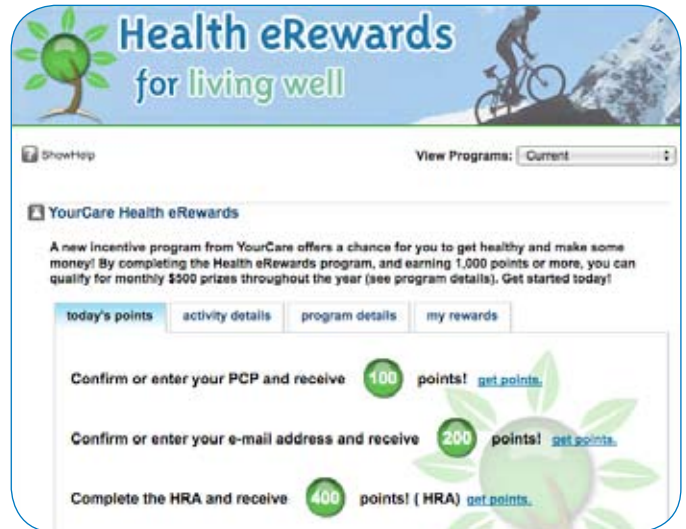 Health eRewards
for living well
? ShowHelp
View Programs: Current
YourCare Health eRewards
A new incentive program from YourCare offers a chance for you to get healthy and make some
money! By completing the Health eRewards program, and earning 1,000 points or more, you can
qualify for monthly $500 prizes throughout the year (see program details). Get started today!
today's points activity details program details my rewards
Confirm or enter your PCP and receive 100 points! get points.
Confirm or enter your e-mail address and receive 200 points! get points.
Complete the HRA and receive 400 points! ( HRA) get points.